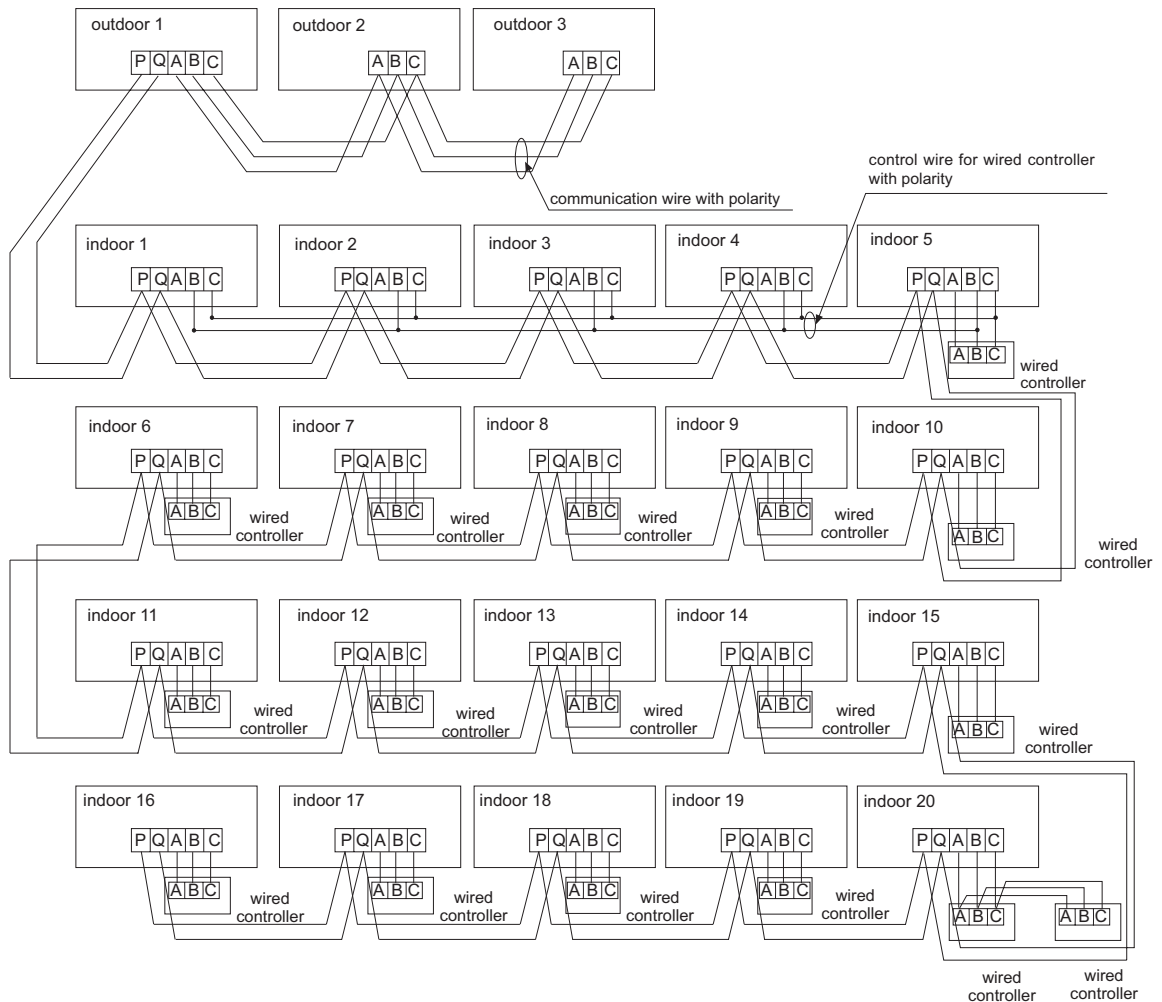 outdoor 1
outdoor 2
outdoor 3
P Q A B C
A B C
A B C
control wire for wired controller
with polarity
communication wire with polarity
indoor 1
indoor 2
indoor 3
indoor 4
indoor 5
P Q A B C
P Q A B C
P Q A B C
P Q A B C
P Q A B C
A B C
wired
controller
indoor 6
indoor 7
indoor 8
indoor 9
indoor 10
P Q A B C
P Q A B C
P Q A B C
P Q A B C
P Q A B C
A B C
wired
controller
A B C
wired
controller
A B C
wired
controller
A B C
wired
controller
A B C
wired
controller
indoor 11
indoor 12
indoor 13
indoor 14
indoor 15
P Q A B C
P Q A B C
P Q A B C
P Q A B C
P Q A B C
A B C
wired
controller
A B C
wired
controller
A B C
wired
controller
A B C
wired
controller
A B C
wired
controller
indoor 16
indoor 17
indoor 18
indoor 19
indoor 20
P Q A B C
P Q A B C
P Q A B C
P Q A B C
P Q A B C
A B C
wired
controller
A B C
wired
controller
A B C
wired
controller
A B C
wired
controller
A B C
A B C
wired
controller
wired
controller